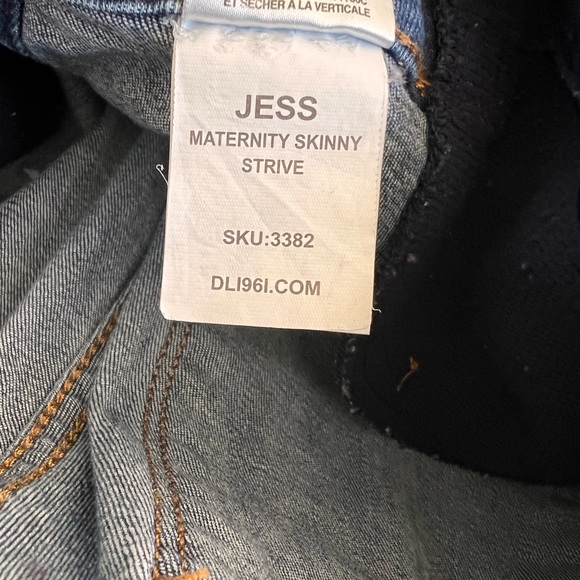 ET SÉCHER À LA VERTICALE
JESS
MATERNITY SKINNY
STRIVE
SKU:3382
DLI96I.COM